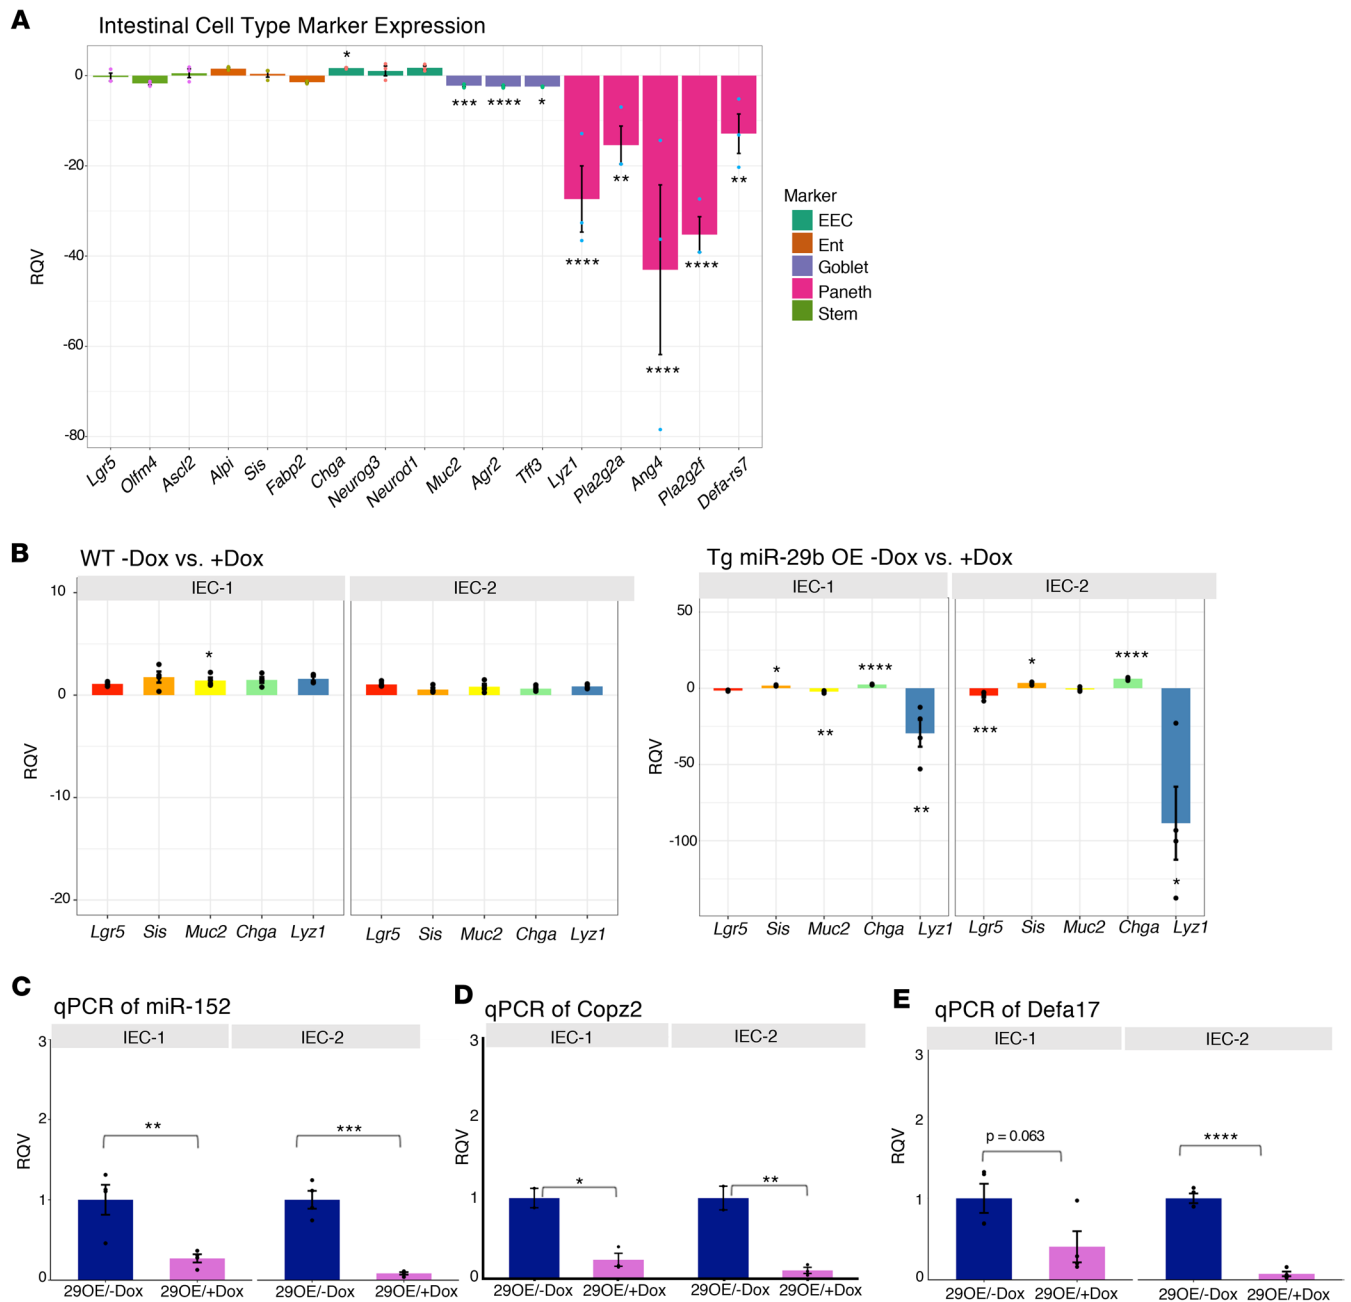 A
Intestinal Cell Type Marker Expression
*
0
*** **** *
-20
**
**
-40
****
****
-60
****
-80
RQV
Lgr5 Olfm4 Ascl2 Alpi Sis Fabp2 Chga Neurog3 Neurod1 Muc2 Agr2 Tff3 Lyz1 Pla2g2a Ang4 Pla2g2f Defa-rs7
Marker
EEC
Ent
Goblet
Paneth
Stem
B
WT -Dox vs. +Dox
IEC-1 IEC-2
10
*
0
-10
-20
RQV
Lgr5 Sis Muc2 Chga Lyz1 Lgr5 Sis Muc2 Chga Lyz1
Tg miR-29b OE -Dox vs. +Dox
IEC-1 IEC-2
50
* **** * ****
0
** ***
-50
**
-100
*
RQV
Lgr5 Sis Muc2 Chga Lyz1 Lgr5 Sis Muc2 Chga Lyz1
C
qPCR of miR-152
IEC-1 IEC-2
3
2
** ***
1
0
RQV
29OE/-Dox 29OE/+Dox 29OE/-Dox 29OE/+Dox
D
qPCR of Copz2
IEC-1 IEC-2
3
2
* **
1
0
RQV
29OE/-Dox 29OE/+Dox 29OE/-Dox 29OE/+Dox
E
qPCR of Defa17
IEC-1 IEC-2
3
2
p = 0.063 ****
1
0
RQV
29OE/-Dox 29OE/+Dox 29OE/-Dox 29OE/+Dox